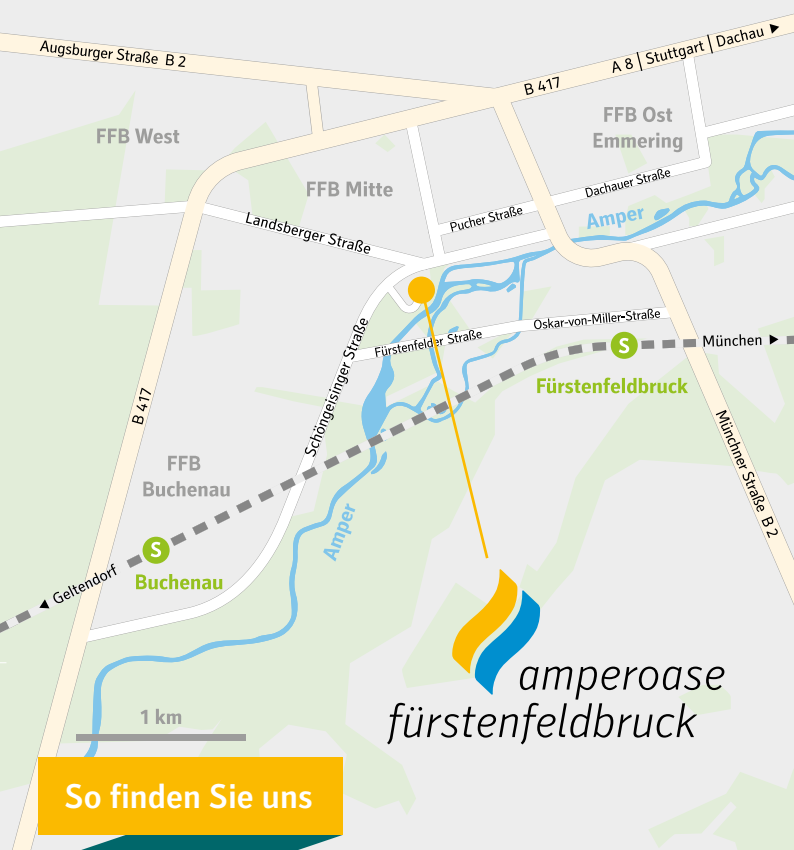 Augsburger Straße B 2
B 417
A 8 | Stuttgart | Dachau ►
FFB West
FFB Ost
Emmering
FFB Mitte
Dachauer Straße
Pucher Straße
Amper
Landsberger Straße
Oskar-von-Miller-Straße
Fürstenfelder Straße
S
München ►
Fürstenfeldbruck
Schöngeisinger Straße
B 417
Münchner Straße B 2
FFB
Buchenau
Amper
S
◄ Geltendorf
Buchenau
amperoase
fürstenfeldbruck
1 km
So finden Sie uns